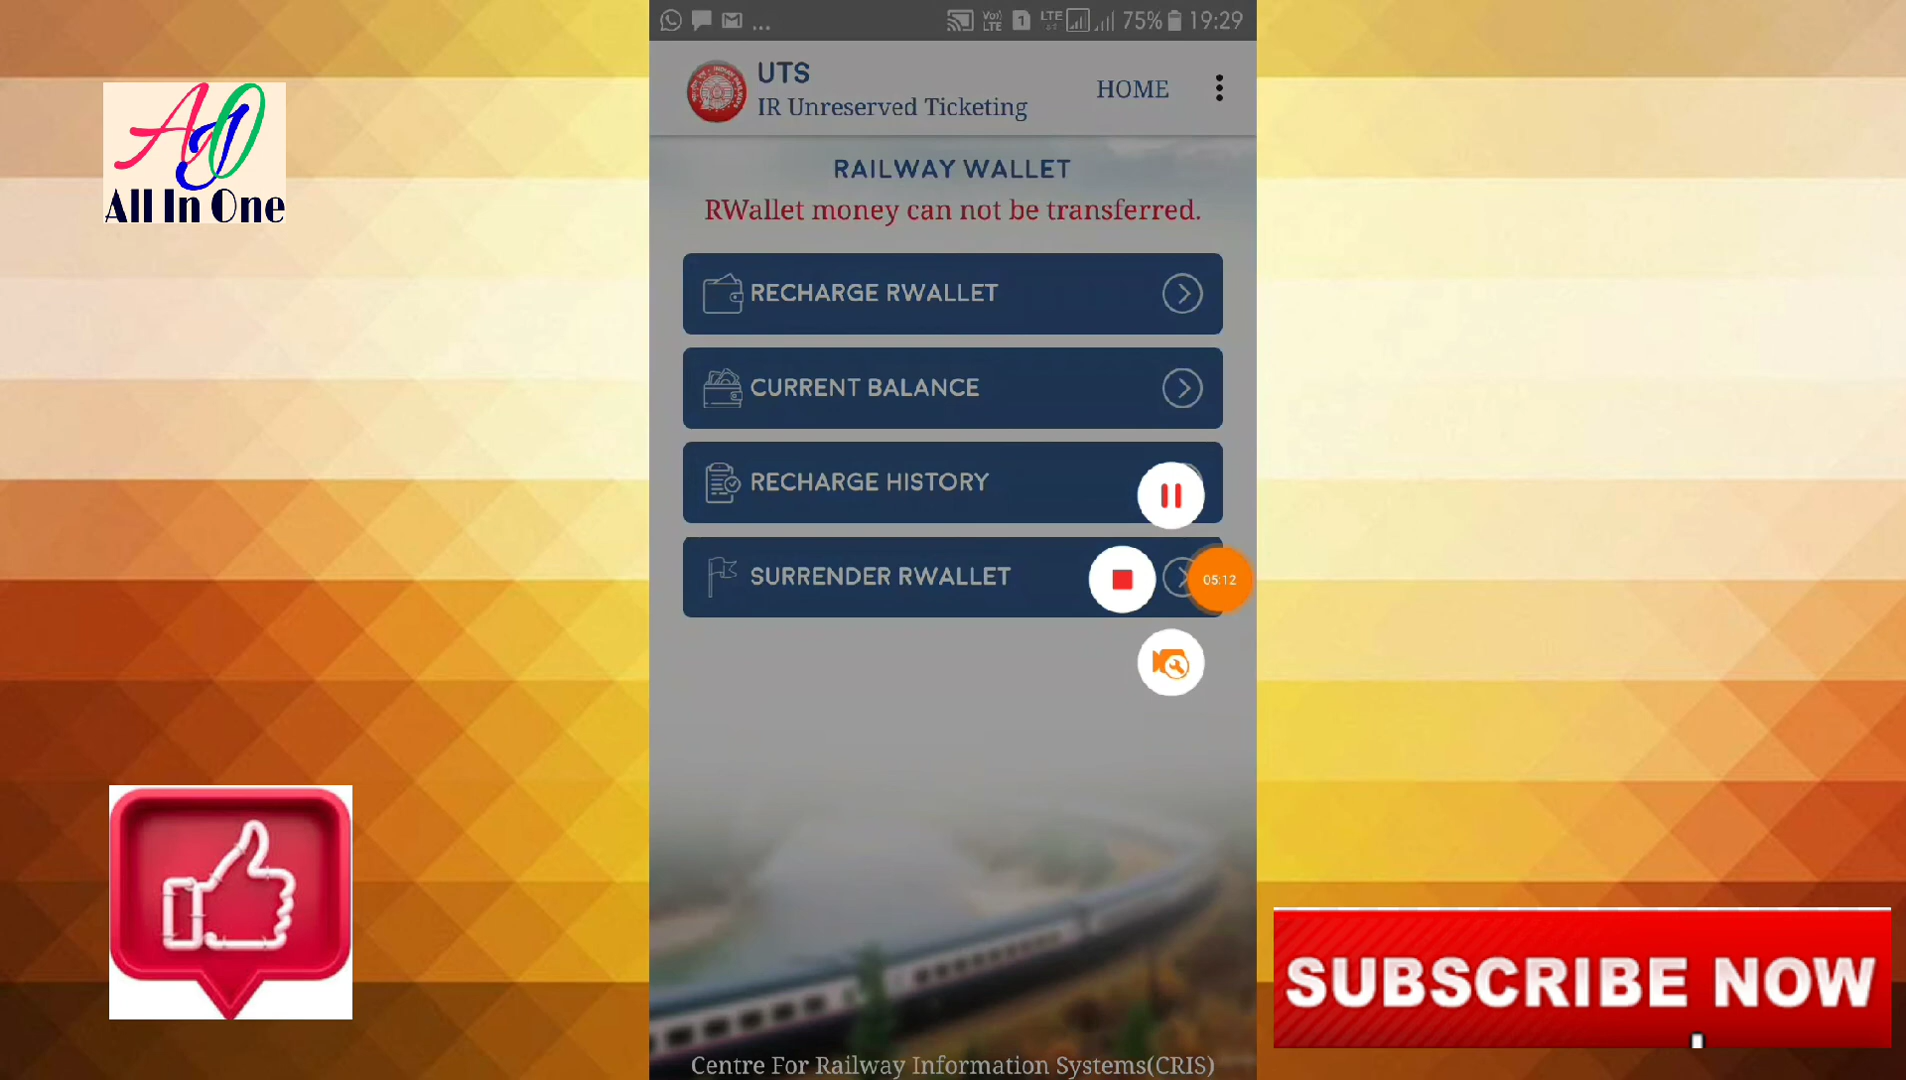 ... LTE 75% 19:29
UTS
IR Unreserved Ticketing
HOME
RAILWAY WALLET
RWallet money can not be transferred.
RECHARGE RWALLET
CURRENT BALANCE
RECHARGE HISTORY
SURRENDER RWALLET
05:12
Centre For Railway Information Systems(CRIS)
All In One
SUBSCRIBE NOW